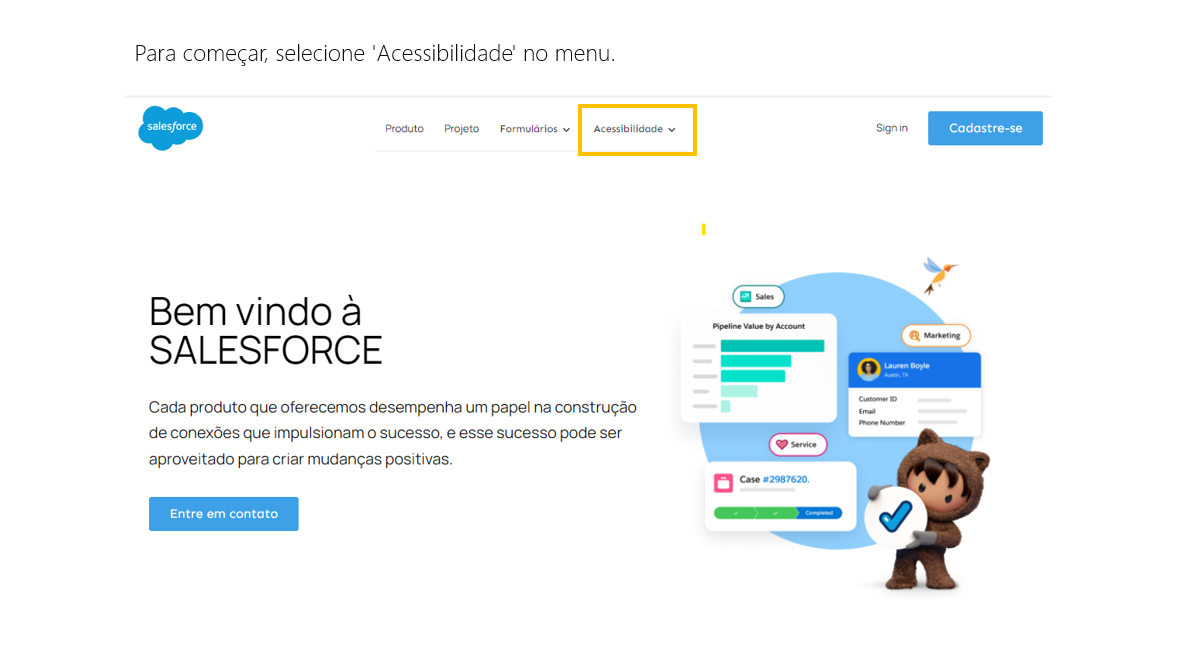 Para começar, selecione 'Acessibilidade' no menu.
salesforce
Produto Projeto Formulários Acessibilidade Sign in Cadastre-se
Bem vindo à
SALESFORCE
Cada produto que oferecemos desempenha um papel na construção
de conexões que impulsionam o sucesso, e esse sucesso pode ser
aproveitado para criar mudanças positivas.
Entre em contato
Sales
Pipeline Value by Account
Marketing
Lauren Boyle
Austin, TX
Customer ID
Email
Phone Number
Service
Case #2987620.
Completed